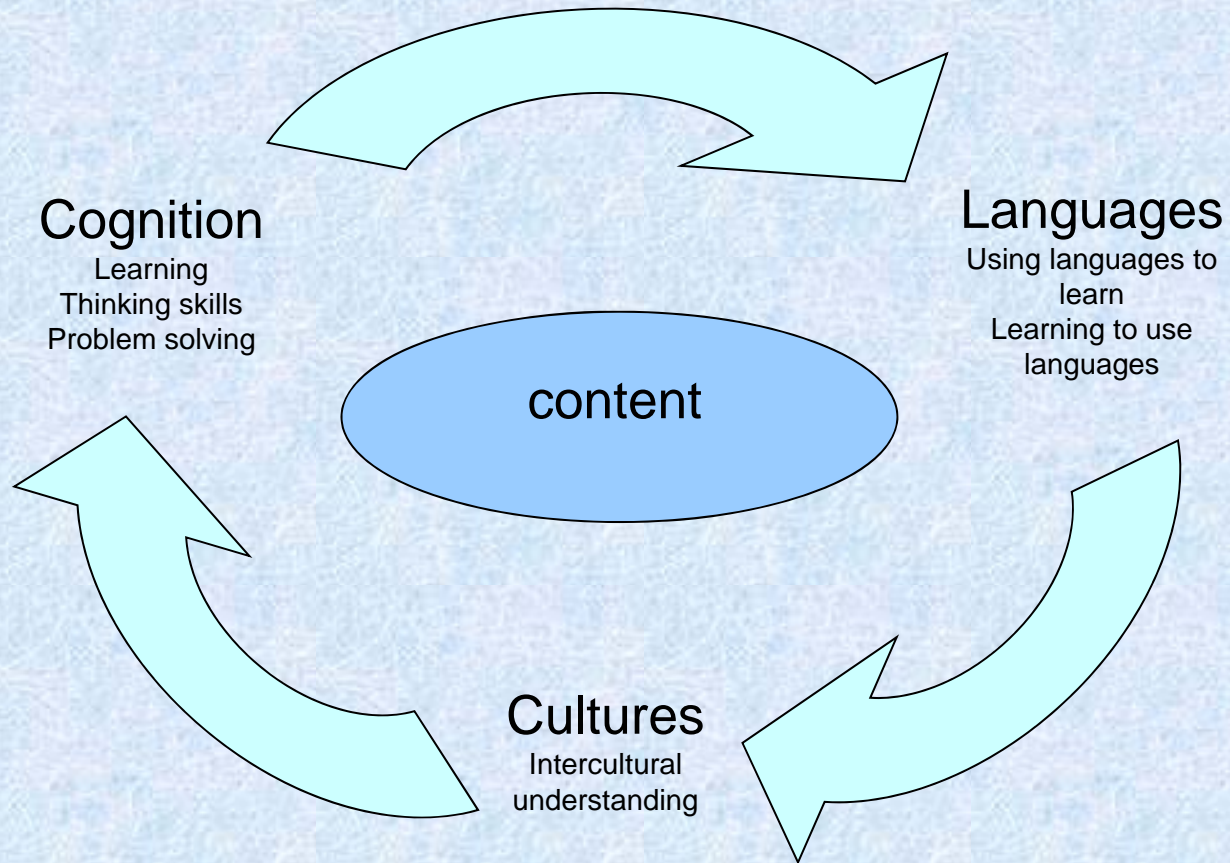 Cognition
Learning
Thinking skills
Problem solving
Languages
Using languages to
learn
Learning to use
languages
content
Cultures
Intercultural
understanding